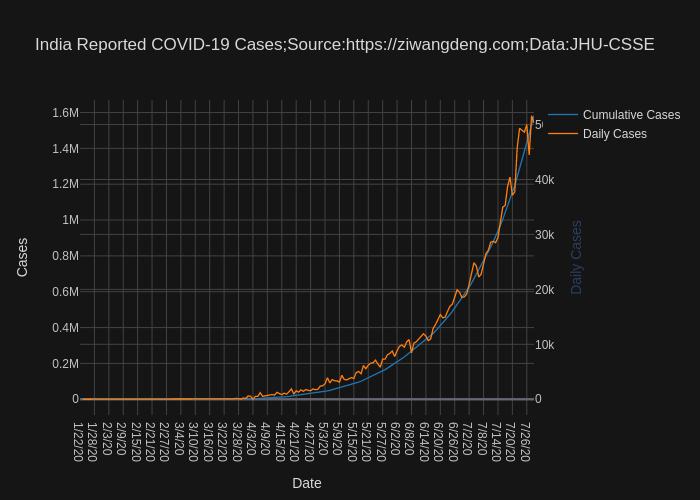 India Reported COVID-19 Cases;Source:https://ziwangdeng.com;Data:JHU-CSSE
Cumulative Cases
Daily Cases
1.6M
1.4M
1.2M
1M
0.8M
0.6M
0.4M
0.2M
0
Cases
40k
30k
20k
10k
0
Daily Cases
1/22/20
1/28/20
2/3/20
2/9/20
2/15/20
2/21/20
2/27/20
3/4/20
3/10/20
3/16/20
3/22/20
3/28/20
4/3/20
4/9/20
4/15/20
4/21/20
4/27/20
5/3/20
5/9/20
5/15/20
5/21/20
5/27/20
6/2/20
6/8/20
6/14/20
6/20/20
6/26/20
7/2/20
7/8/20
7/14/20
7/20/20
7/26/20
Date